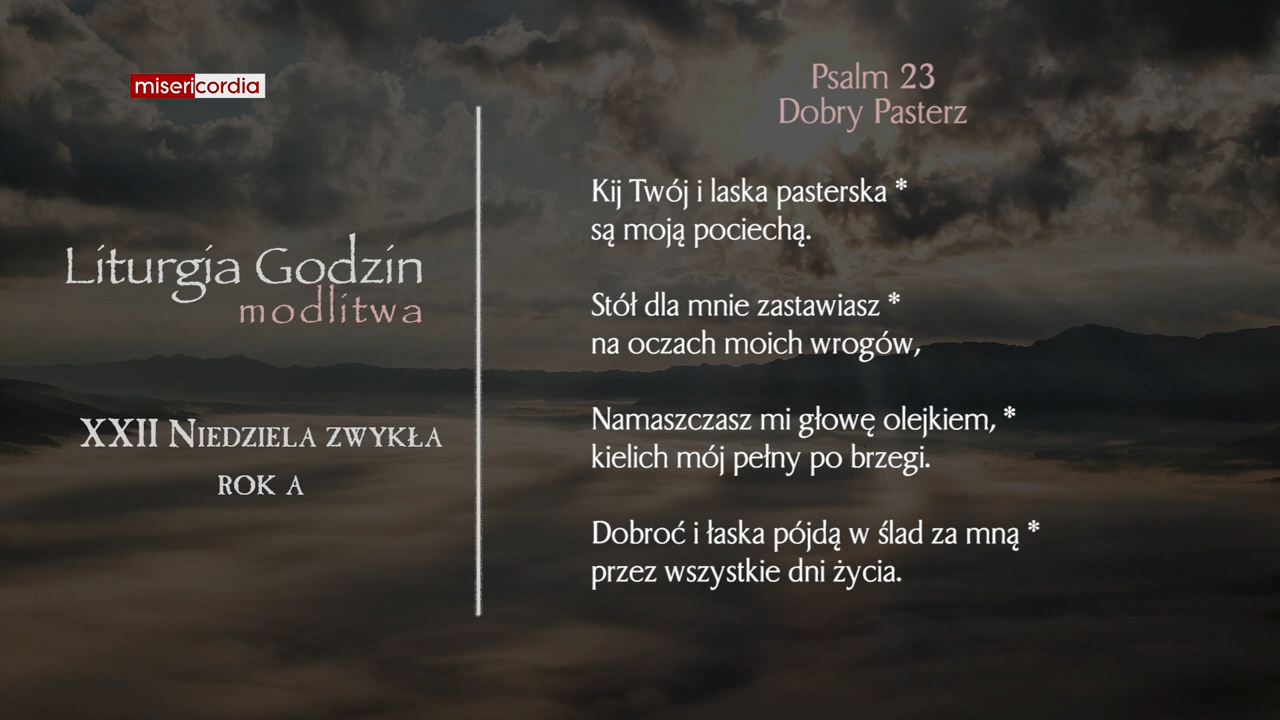 misericordia
Liturgia Godzin
modlitwa
XXII Niedziela zwykła
rok A
Psalm 23
Dobry Pasterz
Kij Twój i laska pasterska *
są moją pociechą.
Stół dla mnie zastawiasz *
na oczach moich wrogów,
Namaszczasz mi głowę olejkiem, *
kielich mój pełny po brzegi.
Dobroć i łaska pójdą w ślad za mną *
przez wszystkie dni życia.